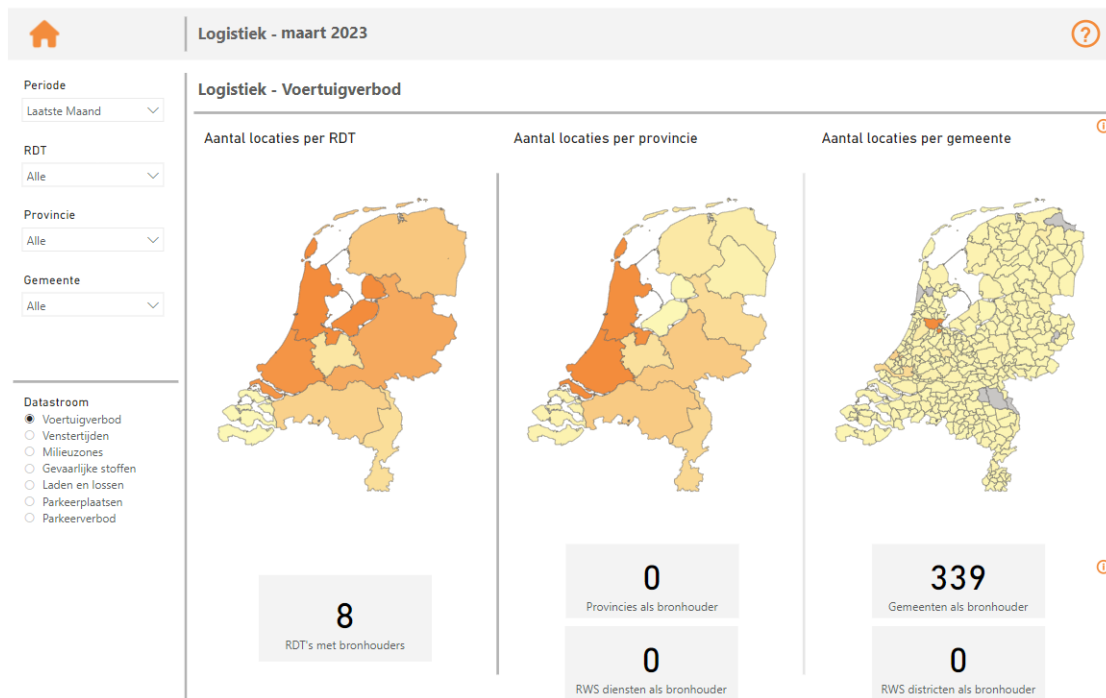 Logistiek - maart 2023
?
Periode
Laatste Maand
RDT
Alle
Provincie
Alle
Gemeente
Alle
Datastroom
Voertuigverbod
Venstertijden
Milieuzones
Gevaarlijke stoffen
Laden en lossen
Parkeerplaatsen
Parkeerverbod
Logistiek - Voertuigverbod
Aantal locaties per RDT
Aantal locaties per provincie
Aantal locaties per gemeente
8
RDT's met bronhouders
0
Provincies als bronhouder
0
RWS diensten als bronhouder
339
Gemeenten als bronhouder
0
RWS districten als bronhouder